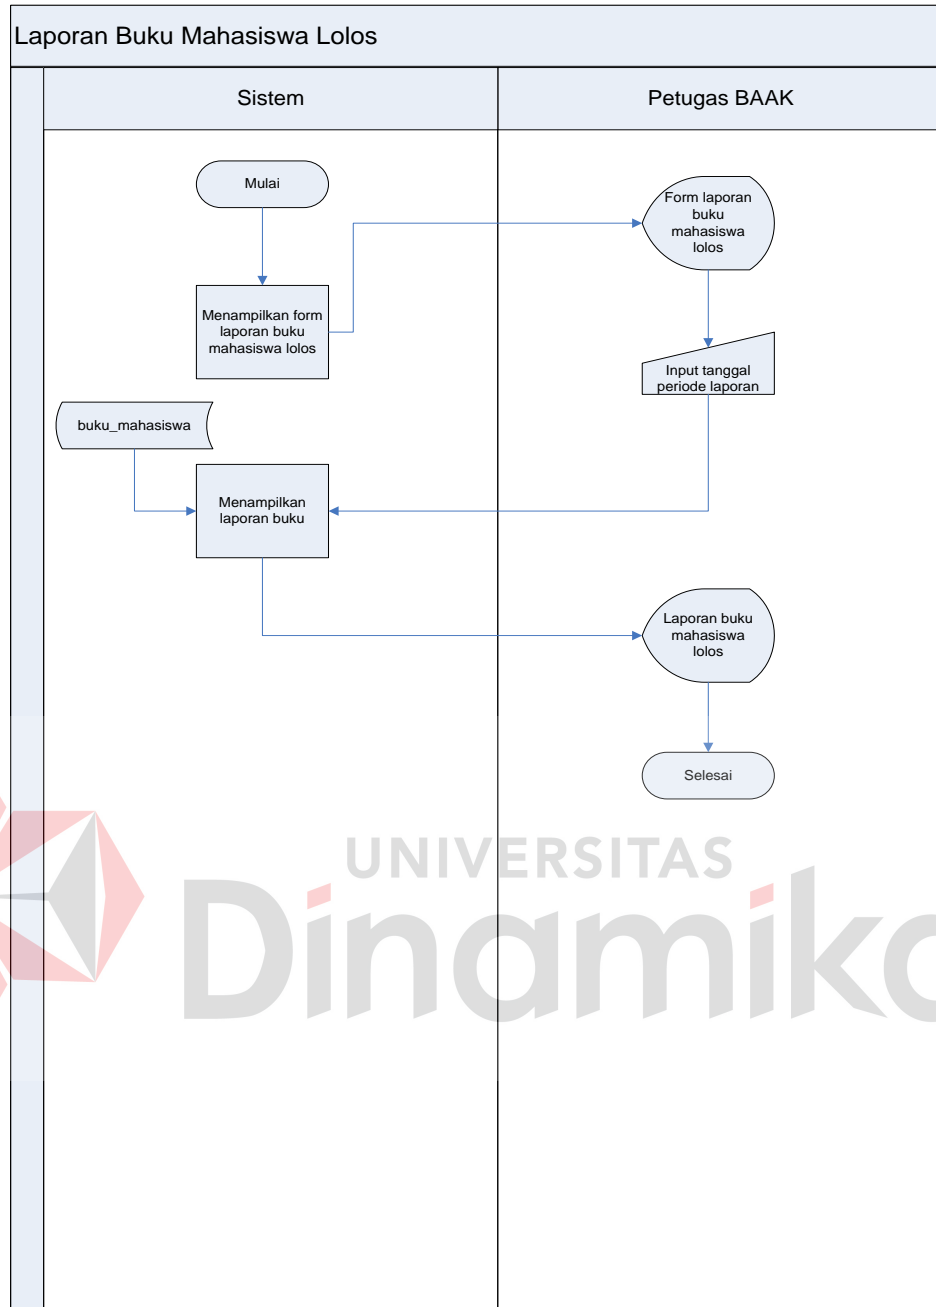 Laporan Buku Mahasiswa Lolos
Sistem
Petugas BAAK
Mulai
Form laporan
buku
mahasiswa
lolos
Menampilkan form
laporan buku
mahasiswa lolos
Input tanggal
periode laporan
buku_mahasiswa
Menampilkan
laporan buku
Laporan buku
mahasiswa
lolos
Selesai
UNIVERSITAS
Dinamika